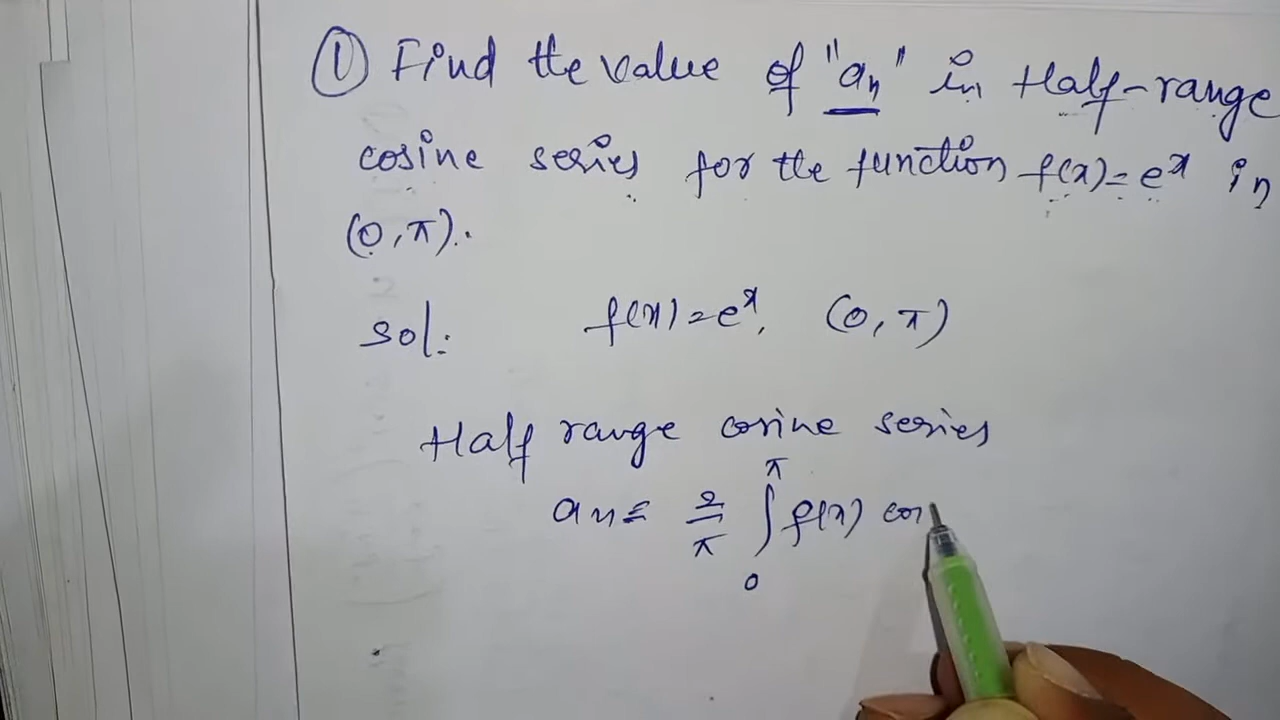 ① Find the value of "aₙ" in Half-range
cosine series for the function f(x)=eˣ in
(0,π).
Sol: f(x)=eˣ, (0,π)
Half range cosine series
an = 2/π ∫₀^π f(x) cos